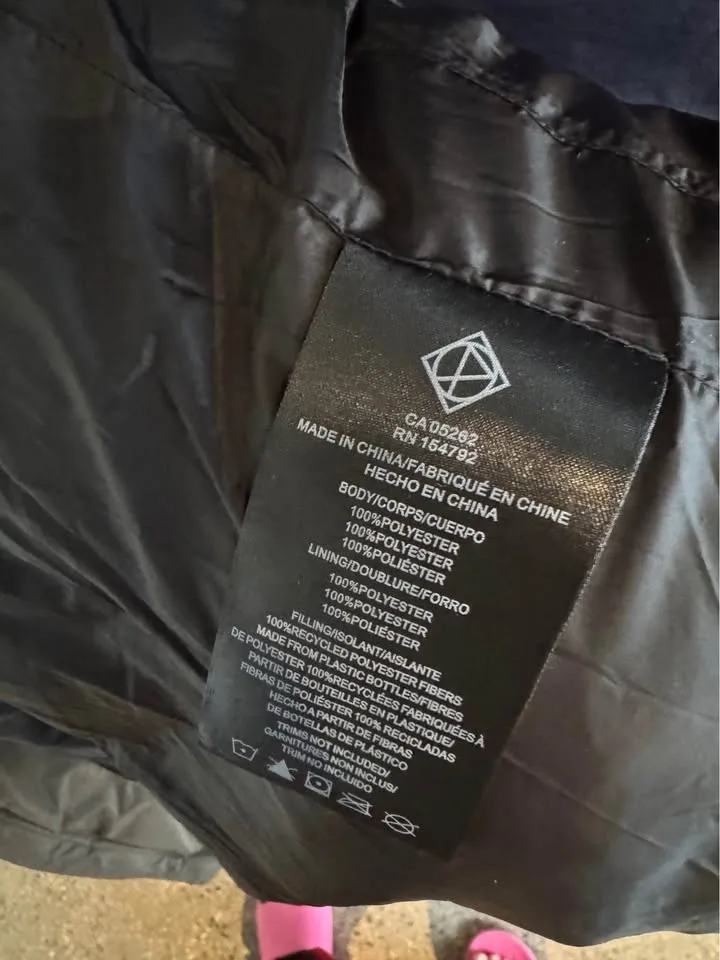 CA 05262
RN 154792
MADE IN CHINA/FABRIQUÉ EN CHINE
HECHO EN CHINA
BODY/CORPS/CUERPO
100%POLYESTER
100%POLYESTER
100%POLIÉSTER
LINING/DOUBLURE/FORRO
100%POLYESTER
100%POLYESTER
100%POLIÉSTER
FILLING/ISOLANT/AISLANTE
100%RECYCLED POLYESTER FIBERS
MADE FROM PLASTIC BOTTLES/FIBRES
DE POLYESTER 100%RECYCLÉES FABRIQUÉES À
PARTIR DE BOUTEILLES EN PLASTIQUE/
FIBRAS DE POLIÉSTER 100% RECICLADAS
HECHO A PARTIR DE FIBRAS
DE BOTELLAS DE PLÁSTICO
TRIMS NOT INCLUDED/
GARNITURES NON INCLUS/
TRIM NO INCLUIDO